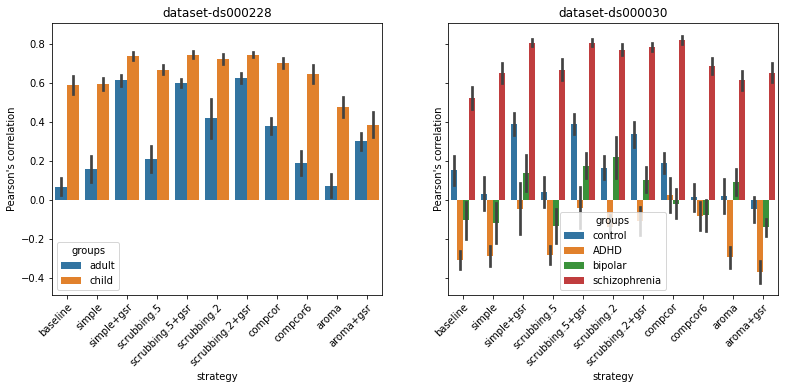 dataset-ds000228
Pearson's correlation
0.8
0.6
0.4
0.2
0.0
−0.2
−0.4
groups
adult
child
baseline
simple
simple+gsr
scrubbing.5
scrubbing.5+gsr
scrubbing.2
scrubbing.2+gsr
compcor
compcor6
aroma
aroma+gsr
strategy
dataset-ds000030
Pearson's correlation
groups
control
ADHD
bipolar
schizophrenia
baseline
simple
simple+gsr
scrubbing.5
scrubbing.5+gsr
scrubbing.2
scrubbing.2+gsr
compcor
compcor6
aroma
aroma+gsr
strategy